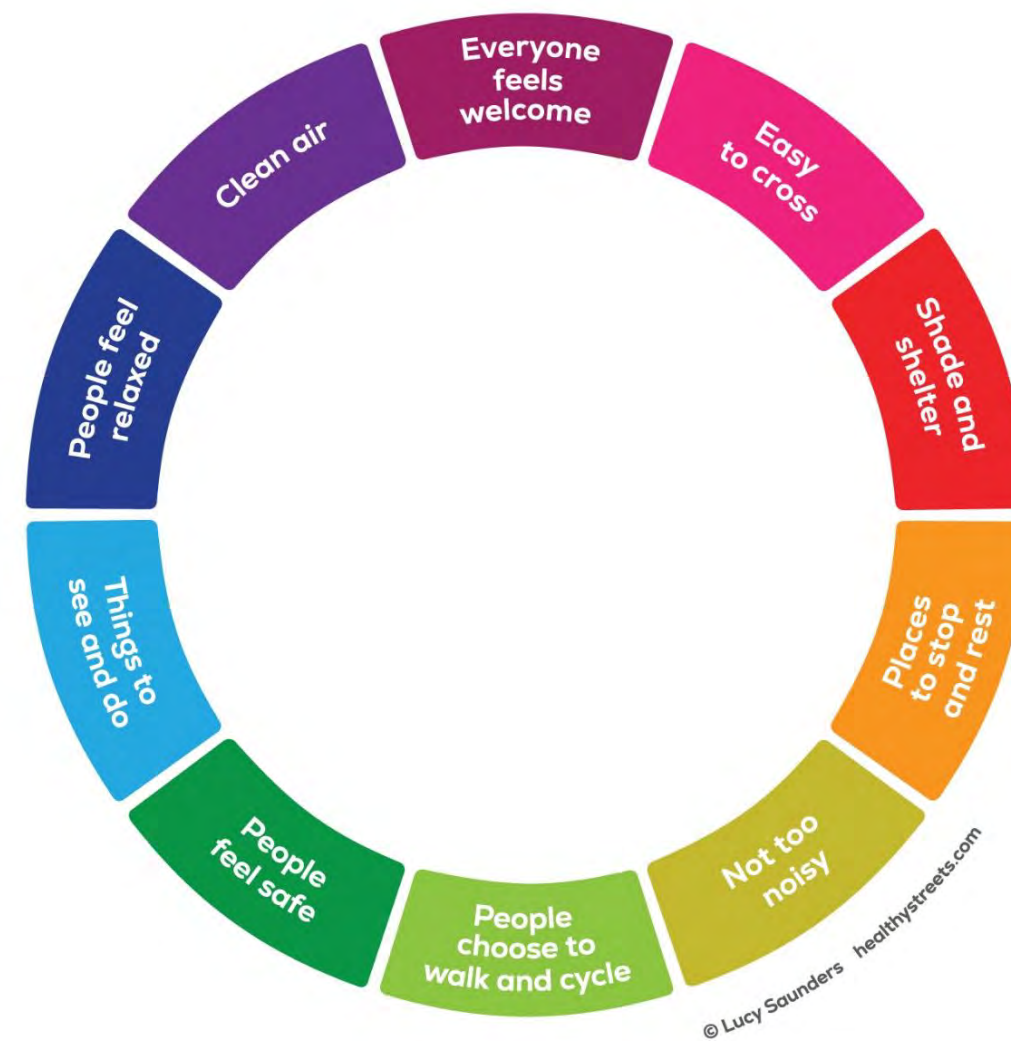 Everyone
feels
welcome
Easy
to cross
Shade and
shelter
Places
to stop
and rest
Not too
noisy
People
choose to
walk and cycle
People
feel safe
Things to
see and do
People feel
relaxed
Clean air
© Lucy Saunders healthystreets.com